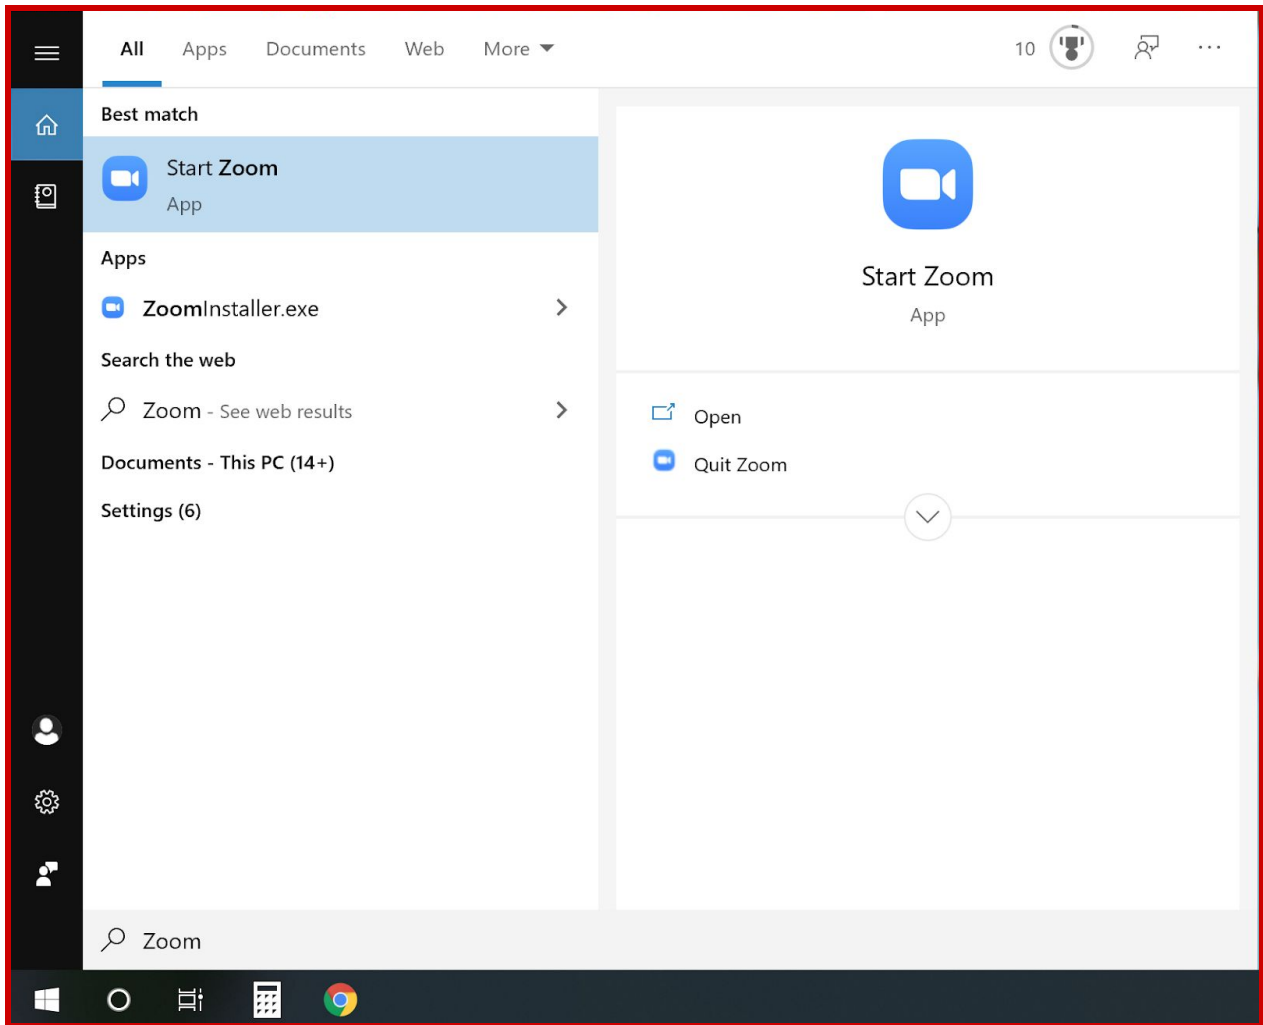 All Apps Documents Web More 10
Best match
Start Zoom
App
Apps
ZoomInstaller.exe
Search the web
Zoom - See web results
Documents - This PC (14+)
Settings (6)
Start Zoom
App
Open
Quit Zoom
Zoom